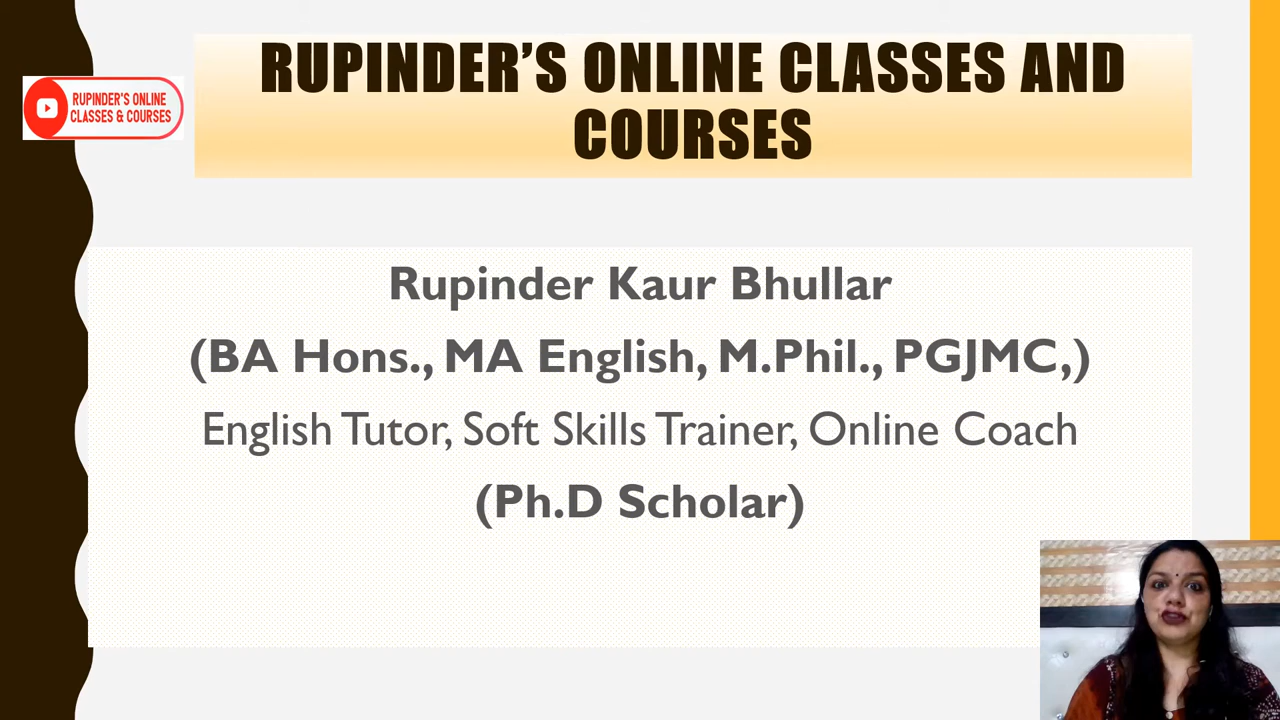 RUPINDER'S ONLINE CLASSES AND
COURSES
RUPINDER'S ONLINE
CLASSES & COURSES
Rupinder Kaur Bhullar
(BA Hons., MA English, M.Phil., PGJMC,)
English Tutor, Soft Skills Trainer, Online Coach
(Ph.D Scholar)